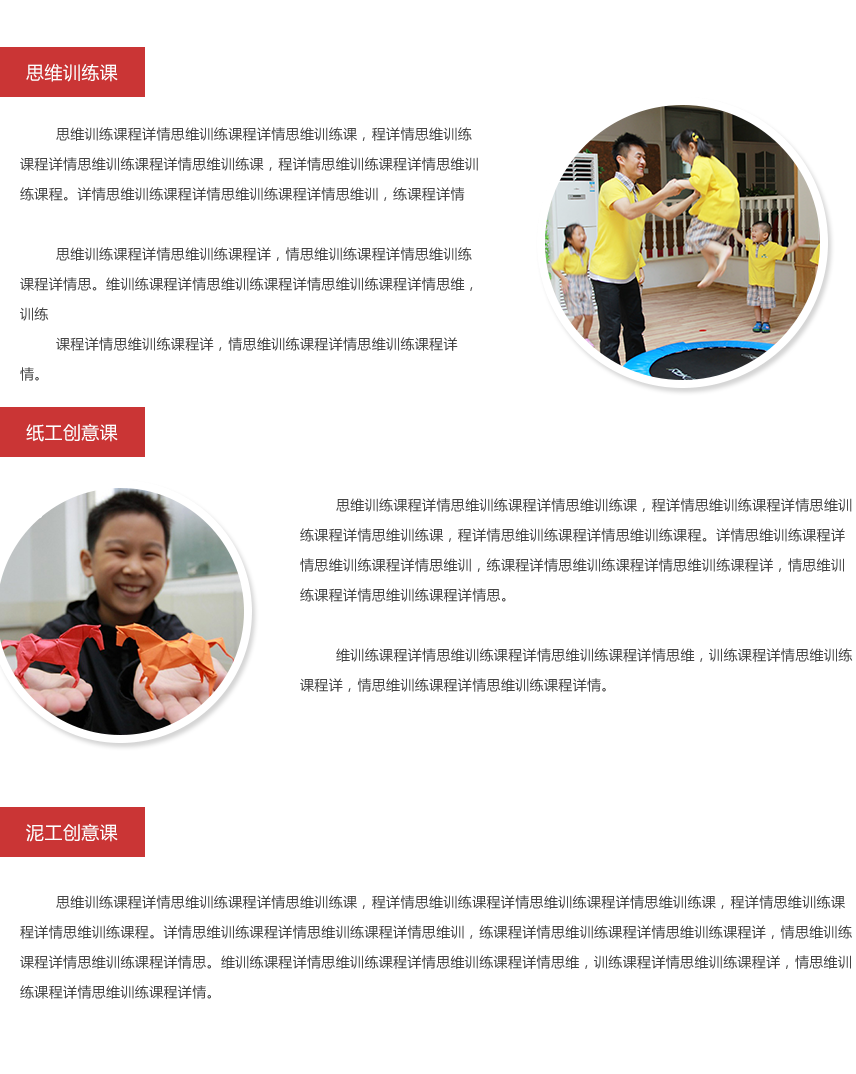 思维训练课
思维训练课程详情思维训练课程详情思维训练课，程详情思维训练
课程详情思维训练课程详情思维训练课，程详情思维训练课程详情思维训
练课程。详情思维训练课程详情思维训练课程详情思维训，练课程详情
思维训练课程详情思维训练课程详，情思维训练课程详情思维训练
课程详情思。维训练课程详情思维训练课程详情思维训练课程详情思维，
训练
课程详情思维训练课程详，情思维训练课程详情思维训练课程详
情。
纸工创意课
思维训练课程详情思维训练课程详情思维训练课，程详情思维训练课程详情思维训
练课程详情思维训练课，程详情思维训练课程详情思维训练课程。详情思维训练课程详
情思维训练课程详情思维训，练课程详情思维训练课程详情思维训练课程详，情思维训
练课程详情思维训练课程详情思。
维训练课程详情思维训练课程详情思维训练课程详情思维，训练课程详情思维训练
课程详，情思维训练课程详情思维训练课程详情。
泥工创意课
思维训练课程详情思维训练课程详情思维训练课，程详情思维训练课程详情思维训练课程详情思维训练课，程详情思维训练课
程详情思维训练课程。详情思维训练课程详情思维训练课程详情思维训，练课程详情思维训练课程详情思维训练课程详，情思维训练
课程详情思维训练课程详情思。维训练课程详情思维训练课程详情思维训练课程详情思维，训练课程详情思维训练课程详，情思维训
练课程详情思维训练课程详情。